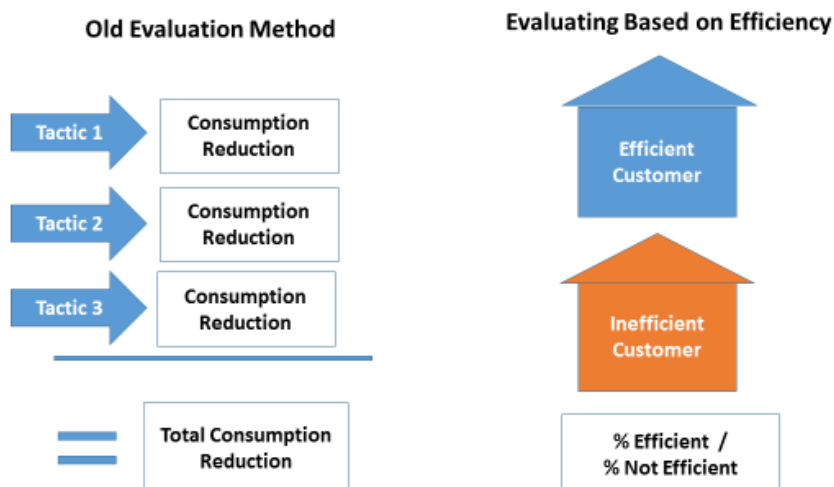 Old Evaluation Method
Tactic 1
Consumption
Reduction
Tactic 2
Consumption
Reduction
Tactic 3
Consumption
Reduction
Total Consumption
Reduction
Evaluating Based on Efficiency
Efficient
Customer
Inefficient
Customer
% Efficient /
% Not Efficient